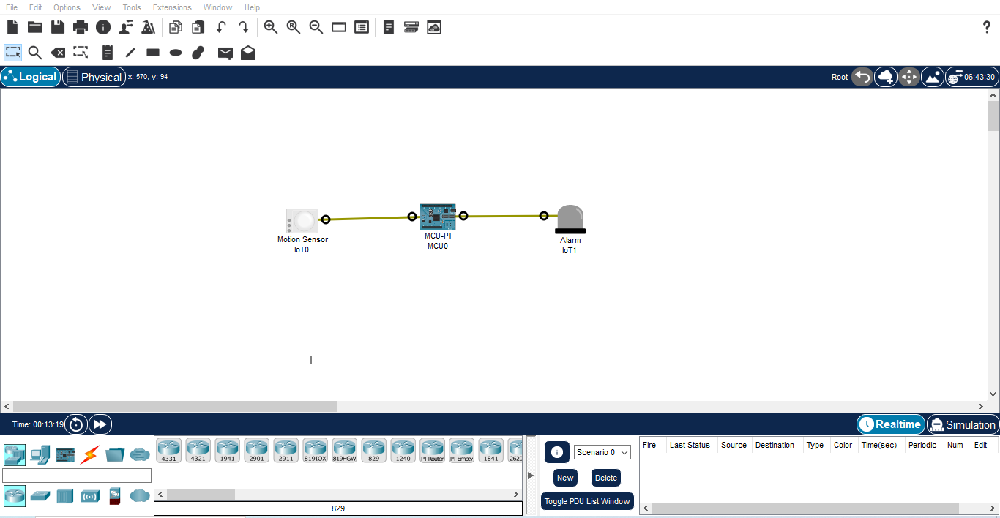 File Edit Options View Tools Extensions Window Help
Logical Physical x: 570, y: 94 Root 06:43:30
Motion Sensor
IoT0
MCU-PT
MCU0
Alarm
IoT1
Time: 00:13:19 Realtime Simulation
4331 4321 1941 2901 2911 819IOX 819HGW 829 1240 PT-Router PT-Empty 1841 2620
829
Scenario 0
New Delete
Toggle PDU List Window
Fire Last Status Source Destination Type Color Time(sec) Periodic Num Edit